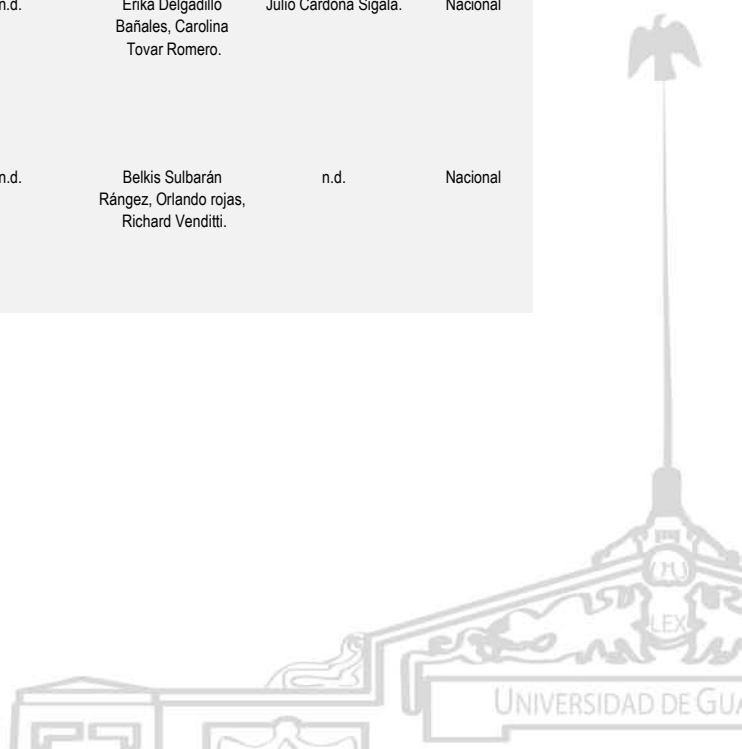 n.d. Erika Delgadillo Julio Cardona Sigala. Nacional
Bañales, Carolina
Tovar Romero.
n.d. Belkis Sulbarán n.d. Nacional
Rángez, Orlando rojas,
Richard Venditti.
LEX
UNIVERSIDAD DE GUA